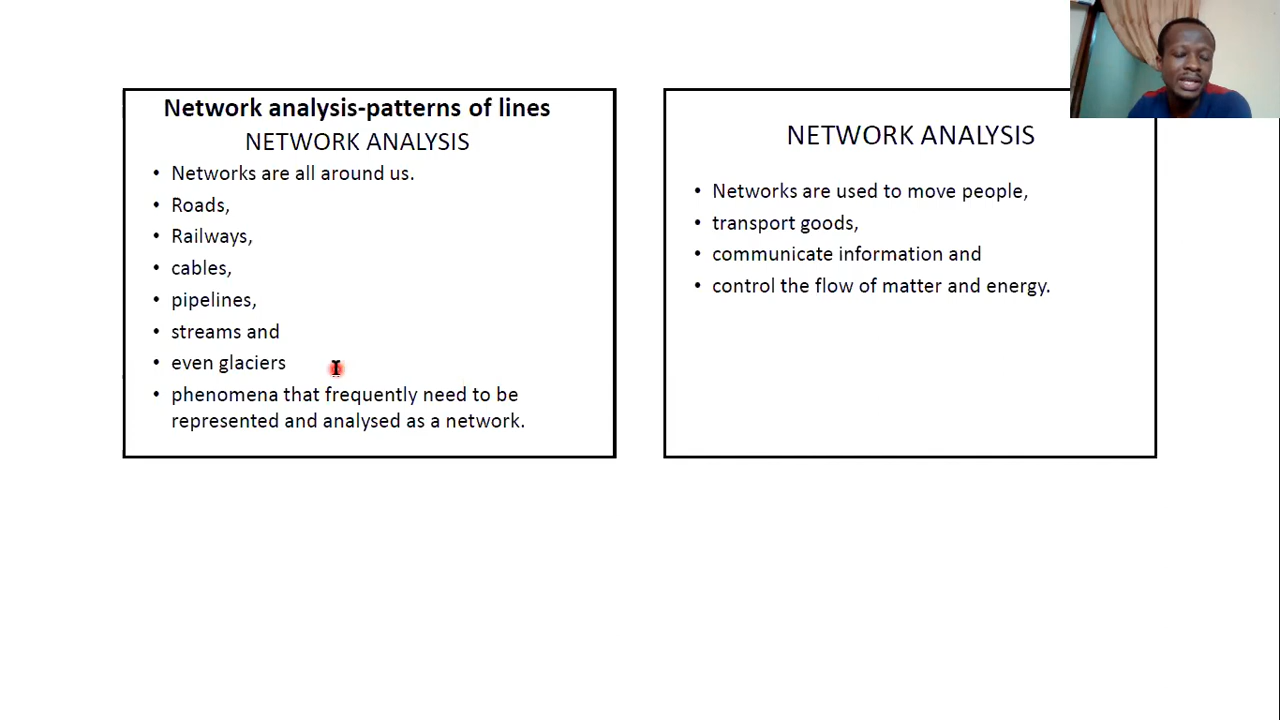 Network analysis-patterns of lines
NETWORK ANALYSIS
• Networks are all around us.
• Roads,
• Railways,
• cables,
• pipelines,
• streams and
• even glaciers
• phenomena that frequently need to be
represented and analysed as a network.
NETWORK ANALYSIS
• Networks are used to move people,
• transport goods,
• communicate information and
• control the flow of matter and energy.